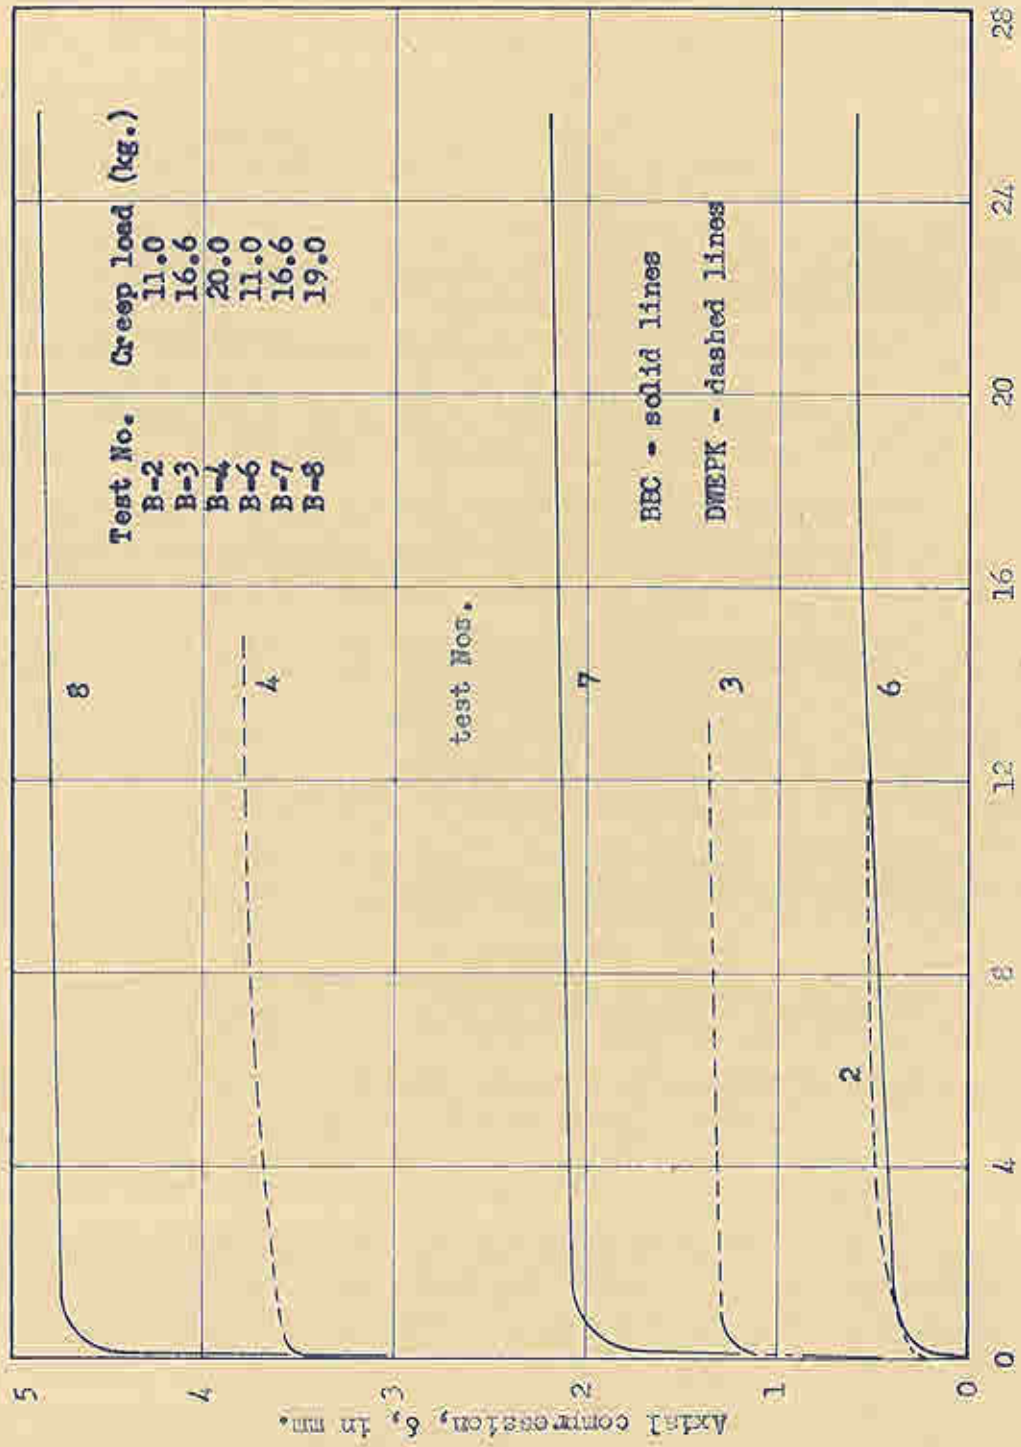 Test No. Creep load (kg.)
B-2 11.0
B-3 16.6
B-4 20.0
B-6 11.0
B-7 16.6
B-8 19.0
8
4
test Nos.
7
3
6
2
BBC - solid lines
DWEPK - dashed lines
Axial compression, δ, in mm.
5
4
3
2
1
0
0 4 8 12 16 20 24 28